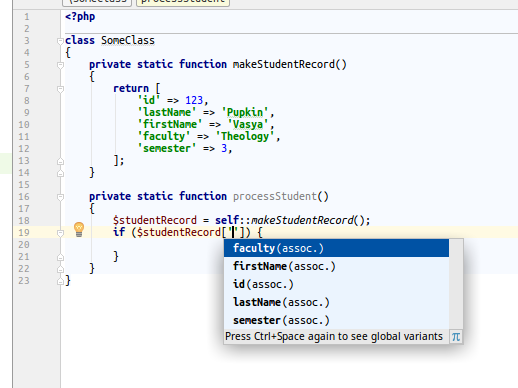 (SomeClass processStudent
1 <?php
2
3 class SomeClass
4 {
5 private static function makeStudentRecord()
6 {
7 return [
8 'id' => 123,
9 'lastName' => 'Pupkin',
10 'firstName' => 'Vasya',
11 'faculty' => 'Theology',
12 'semester' => 3,
13 ];
14 }
15
16 private static function processStudent()
17 {
18 $studentRecord = self::makeStudentRecord();
19 if ($studentRecord['']) {
20
21 }
22 }
23 }
faculty(assoc.)
firstName(assoc.)
id(assoc.)
lastName(assoc.)
semester(assoc.)
Press Ctrl+Space again to see global variants π